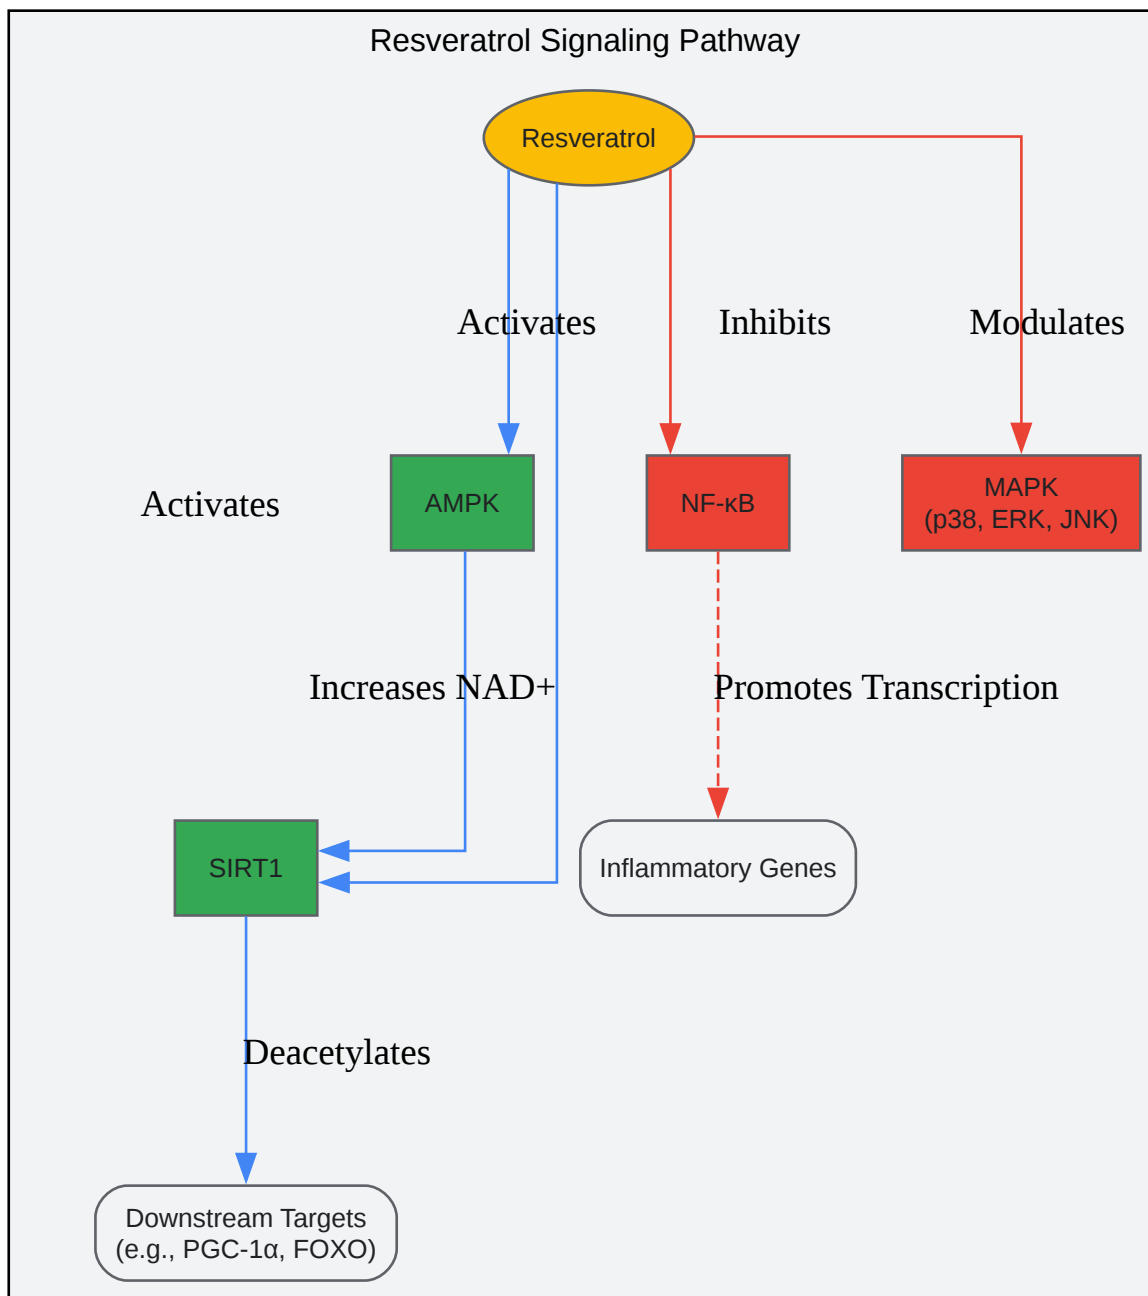 Resveratrol Signaling Pathway
Resveratrol
Activates
Inhibits
Modulates
Activates
AMPK
NF-κB
MAPK
(p38, ERK, JNK)
Increases NAD+
Promotes Transcription
SIRT1
Inflammatory Genes
Deacetylates
Downstream Targets
(e.g., PGC-1α, FOXO)